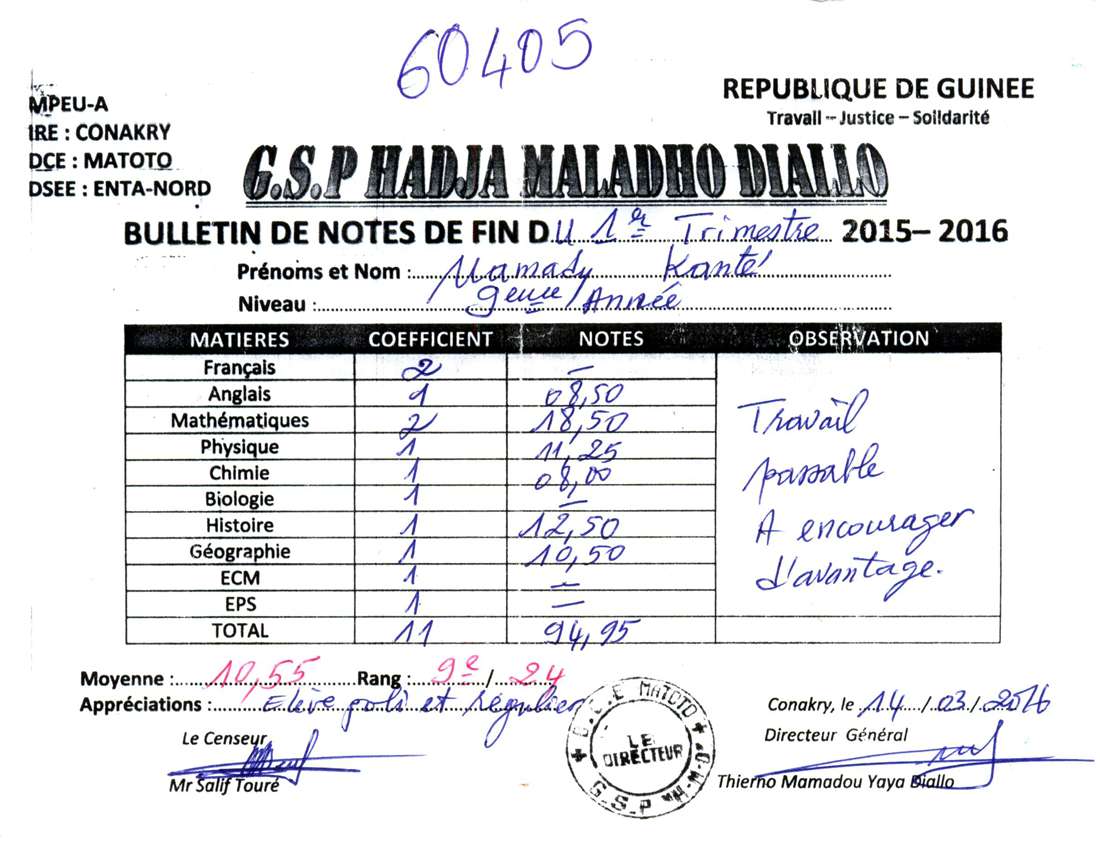 60405
MPEU-A
IRE : CONAKRY
DCE : MATOTO
DSEE : ENTA-NORD
REPUBLIQUE DE GUINEE
Travail – Justice – Solidarité
G.S.P HADJA MALADHO DIALLO
BULLETIN DE NOTES DE FIN DU 1er Trimestre 2015– 2016
Prénoms et Nom : Mamady Kanté
Niveau : 9eme Année
MATIERES COEFFICIENT NOTES OBSERVATION
Français 2 —
Anglais 1 08,50
Mathématiques 2 18,50
Physique 1 11,25
Chimie 1 08,00
Biologie 1 —
Histoire 1 12,50
Géographie 1 10,50
ECM 1 —
EPS 1 —
TOTAL 11 94,95
Travail
passable
A encourager
d'avantage.
Moyenne : 10,55 Rang : 9e / 24
Appréciations : Elève poli et régulier
Conakry, le 14/03/2016
Le Censeur
Directeur Général
Mr Salif Touré
Thierno Mamadou Yaya Diallo
D.C.E MATOTO
LE
DIRECTEUR
G.S.P H.M.D